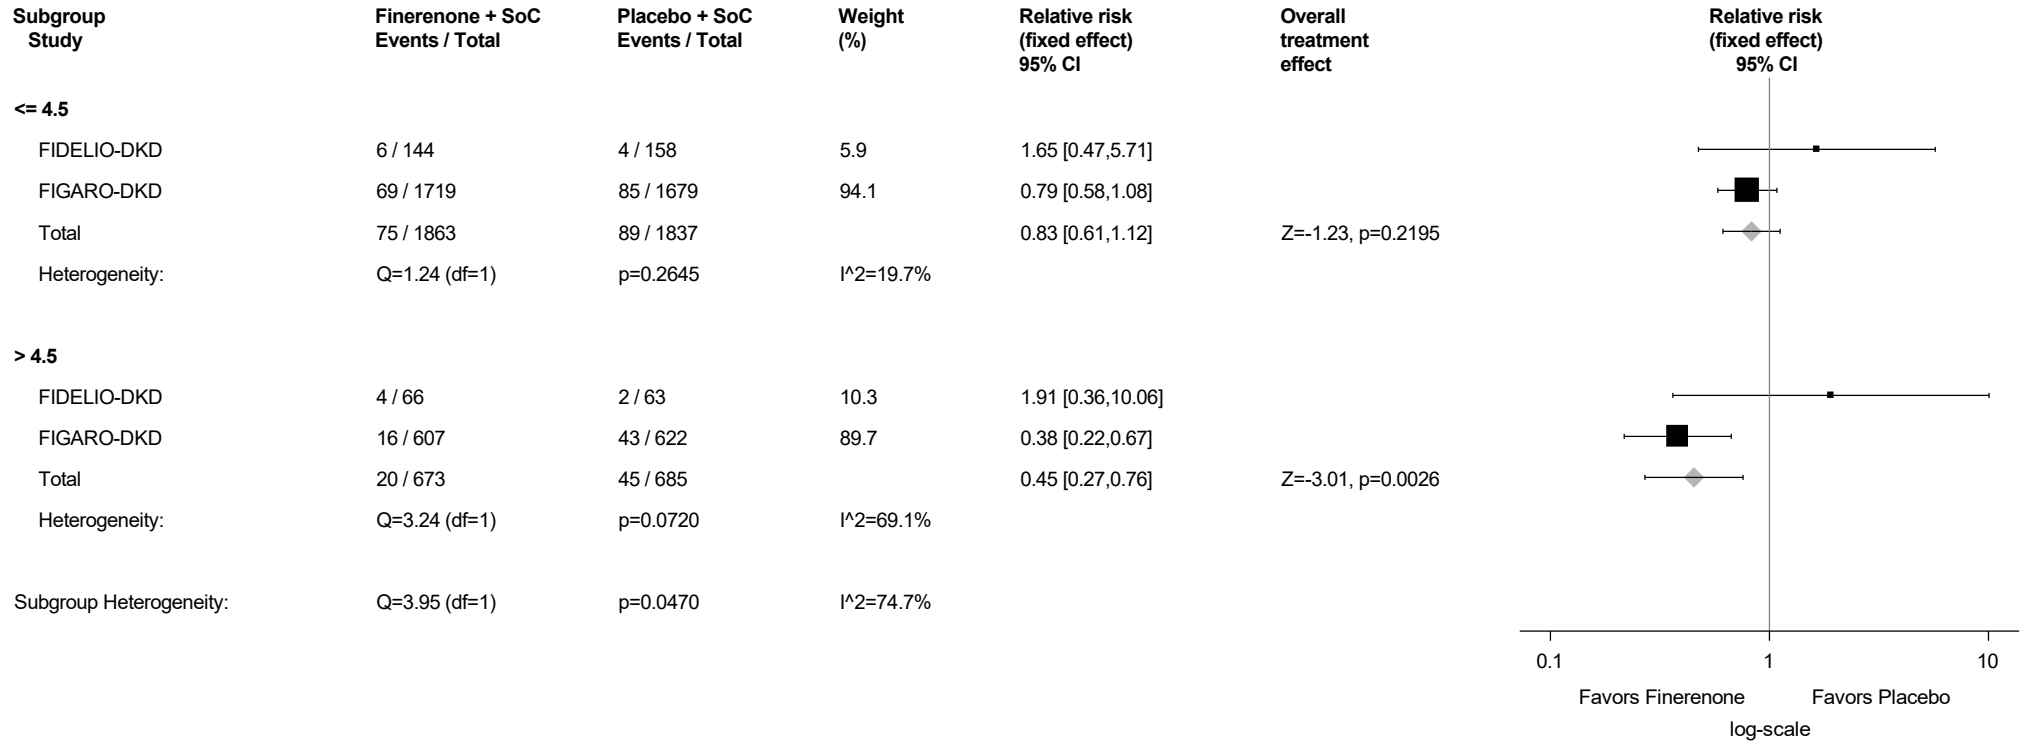 Subgroup Finerenone + SoC Placebo + SoC Weight Relative risk Overall Relative risk
Study Events / Total Events / Total (%) (fixed effect) treatment (fixed effect)
95% CI effect 95% CI
<= 4.5
FIDELIO-DKD 6 / 144 4 / 158 5.9 1.65 [0.47,5.71]
FIGARO-DKD 69 / 1719 85 / 1679 94.1 0.79 [0.58,1.08]
Total 75 / 1863 89 / 1837 0.83 [0.61,1.12] Z=-1.23, p=0.2195
Heterogeneity: Q=1.24 (df=1) p=0.2645 I^2=19.7%
> 4.5
FIDELIO-DKD 4 / 66 2 / 63 10.3 1.91 [0.36,10.06]
FIGARO-DKD 16 / 607 43 / 622 89.7 0.38 [0.22,0.67]
Total 20 / 673 45 / 685 0.45 [0.27,0.76] Z=-3.01, p=0.0026
Heterogeneity: Q=3.24 (df=1) p=0.0720 I^2=69.1%
Subgroup Heterogeneity: Q=3.95 (df=1) p=0.0470 I^2=74.7%
0.1 1 10
Favors Finerenone Favors Placebo
log-scale